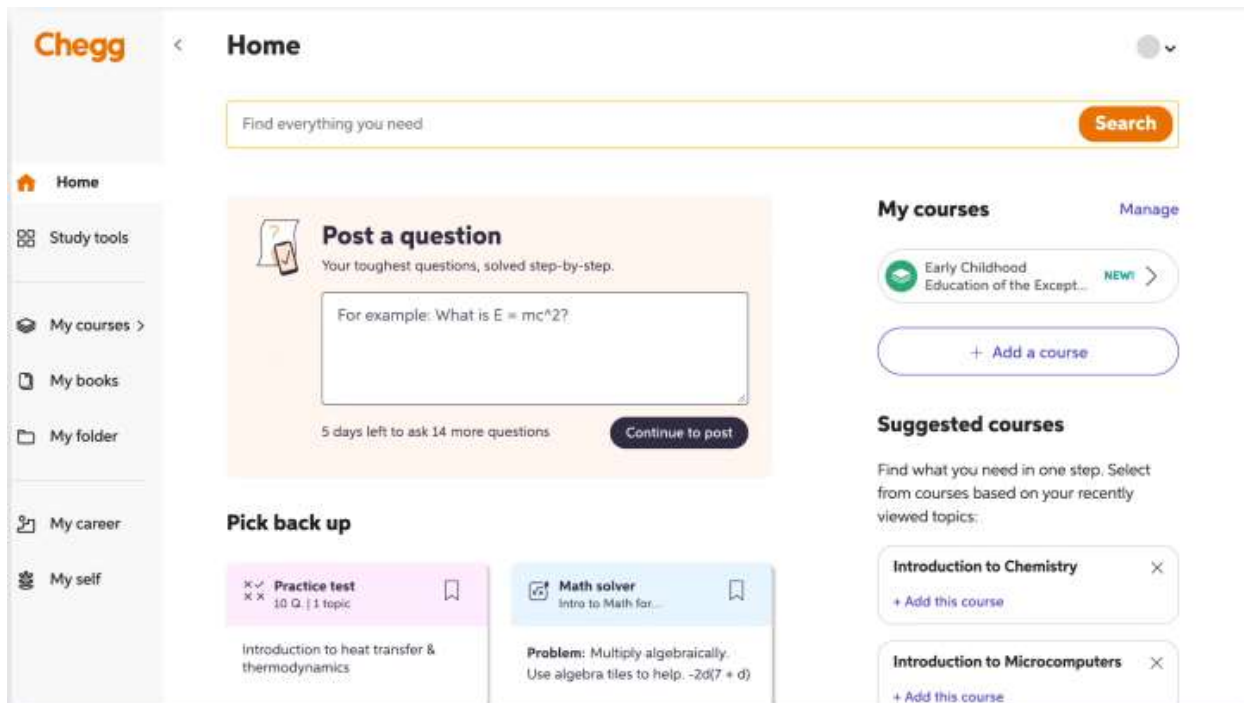 Chegg
Home
Find everything you need
Search
Home
Study tools
My courses
My books
My folder
My career
My self
Post a question
Your toughest questions, solved step-by-step.
For example: What is E = mc^2?
5 days left to ask 14 more questions
Continue to post
Pick back up
Practice test
10 Q. | 1 topic
Introduction to heat transfer &
thermodynamics
Math solver
Intro to Math for...
Problem: Multiply algebraically.
Use algebra tiles to help. -2d(7 + d)
My courses
Manage
Early Childhood
Education of the Except...
NEW!
+ Add a course
Suggested courses
Find what you need in one step. Select
from courses based on your recently
viewed topics:
Introduction to Chemistry
+ Add this course
Introduction to Microcomputers
+ Add this course